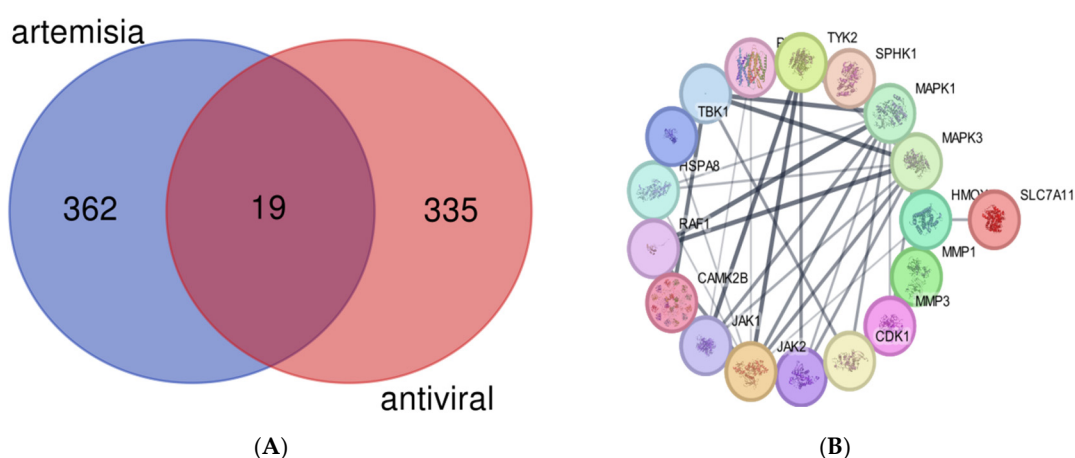 artemisia
362
19
335
antiviral
(A)
TYK2
SPHK1
MAPK1
TBK1
MAPK3
HSPA8
SLC7A11
RAF1
MMP1
CAMK2B
MMP3
JAK1
JAK2
CDK1
(B)